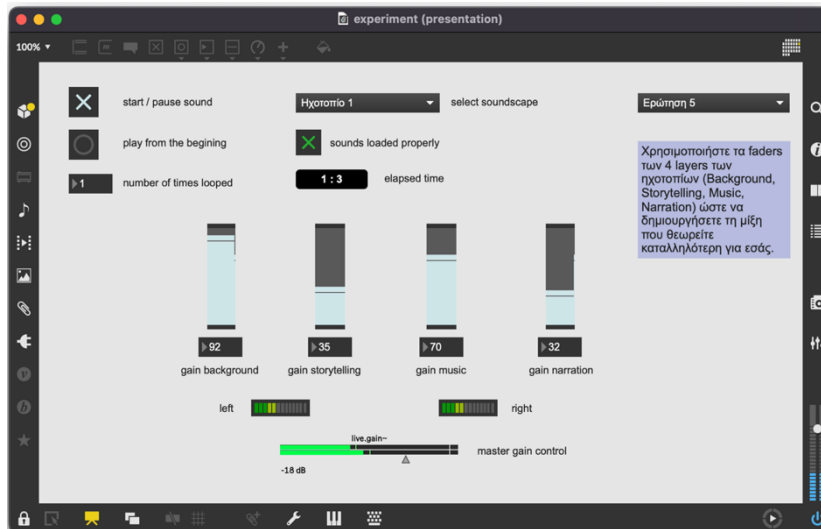 experiment (presentation)
100%
start / pause sound
Ηχοτοπίο 1
select soundscape
Ερώτηση 5
play from the begining
sounds loaded properly
1
number of times looped
1 : 3
elapsed time
Χρησιμοποιήστε τα faders
των 4 layers των
ηχοτοπίων (Background,
Storytelling, Music,
Narration) ώστε να
δημιουργήσετε τη μίξη
που θεωρείτε
καταλληλότερη για εσάς.
92
35
70
32
gain background
gain storytelling
gain music
gain narration
left
right
live.gain~
master gain control
-18 dB